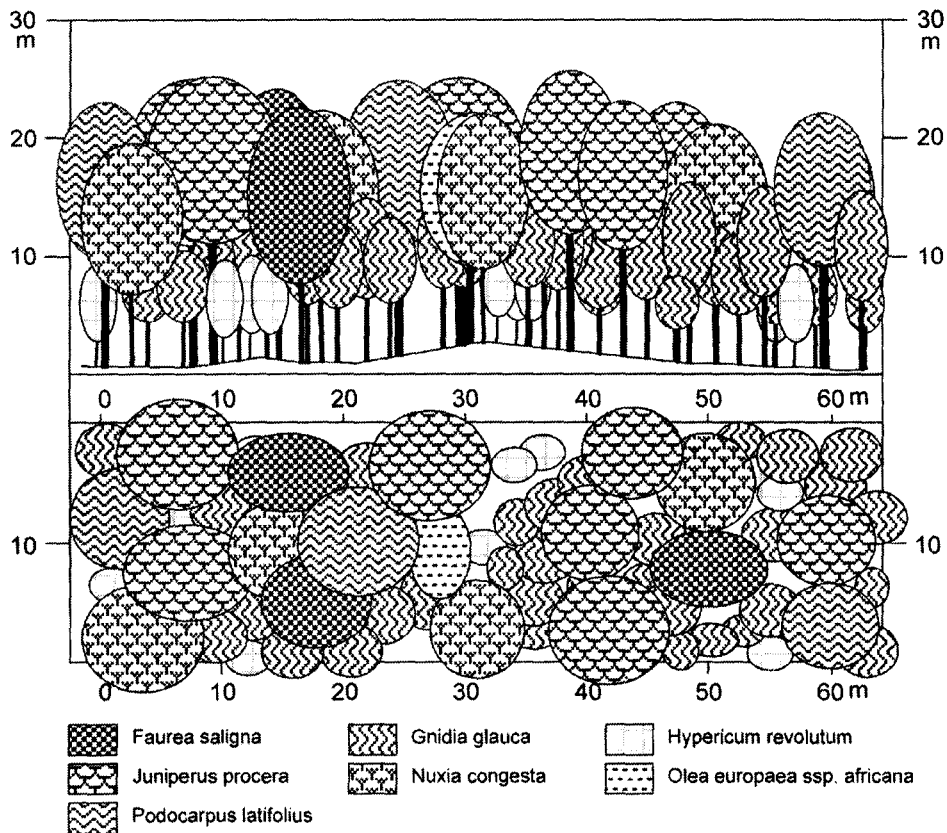 30 30
m m
20 20
10 10
0 10 20 30 40 50 60 m
10 10
0 10 20 30 40 50 60 m
Faurea saligna Gnidia glauca Hypericum revolutum
Juniperus procera Nuxia congesta Olea europaea ssp. africana
Podocarpus latifolius